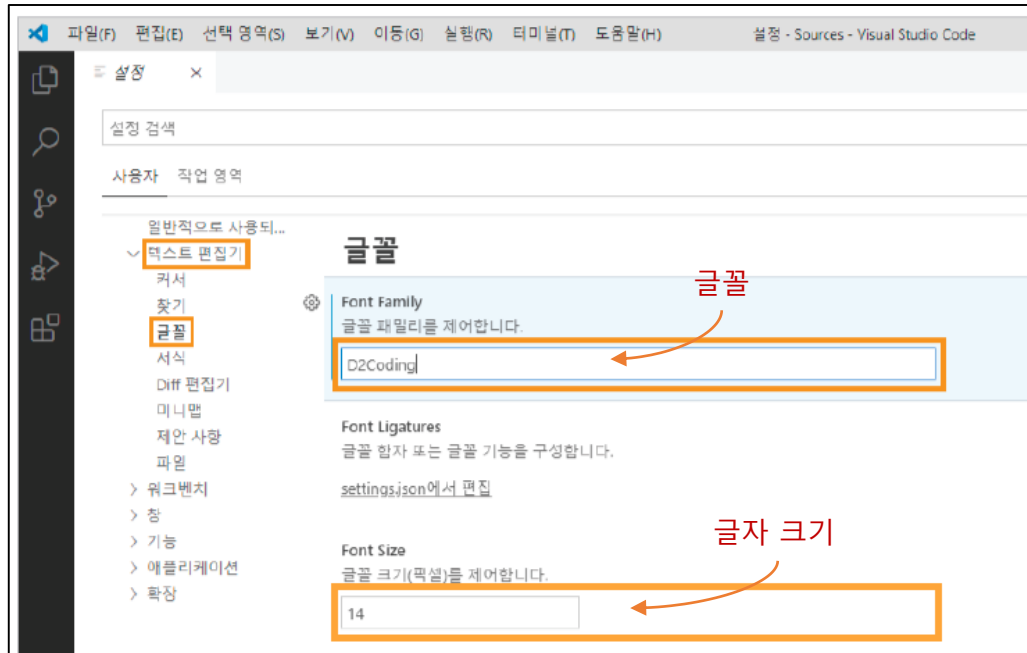 파일(F) 편집(E) 선택 영역(S) 보기(V) 이동(G) 실행(R) 터미널(T) 도움말(H) 설정 - Sources - Visual Studio Code
설정 ×
설정 검색
사용자 작업 영역
일반적으로 사용되...
텍스트 편집기
커서
찾기
글꼴
서식
Diff 편집기
미니맵
제안 사항
파일
워크벤치
창
기능
애플리케이션
확장
글꼴
글꼴
Font Family
글꼴 패밀리를 제어합니다.
D2Coding
Font Ligatures
글꼴 합자 또는 글꼴 기능을 구성합니다.
settings.json에서 편집
글자 크기
Font Size
글꼴 크기(픽셀)를 제어합니다.
14